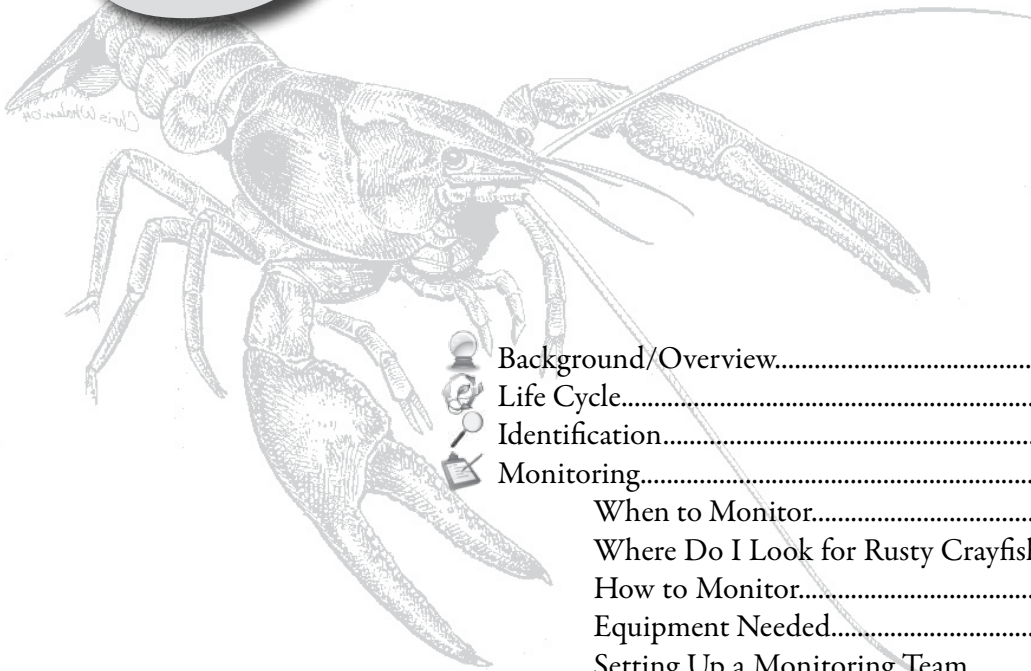 Background/Overview
Life Cycle
Identification
Monitoring
When to Monitor
Where Do I Look for Rusty Crayfish
How to Monitor
Equipment Needed
Setting Up a Monitoring Team